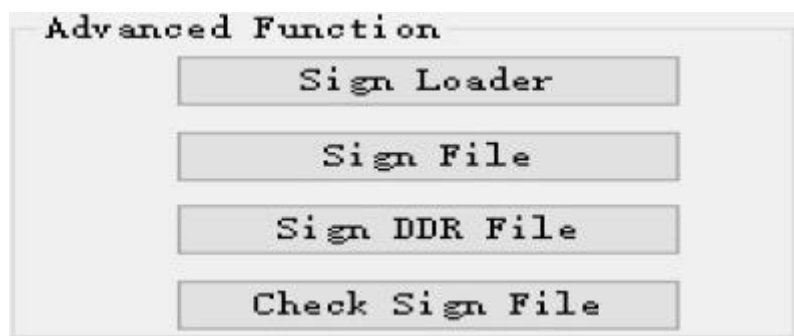 Advanced Function
Sign Loader
Sign File
Sign DDR File
Check Sign File